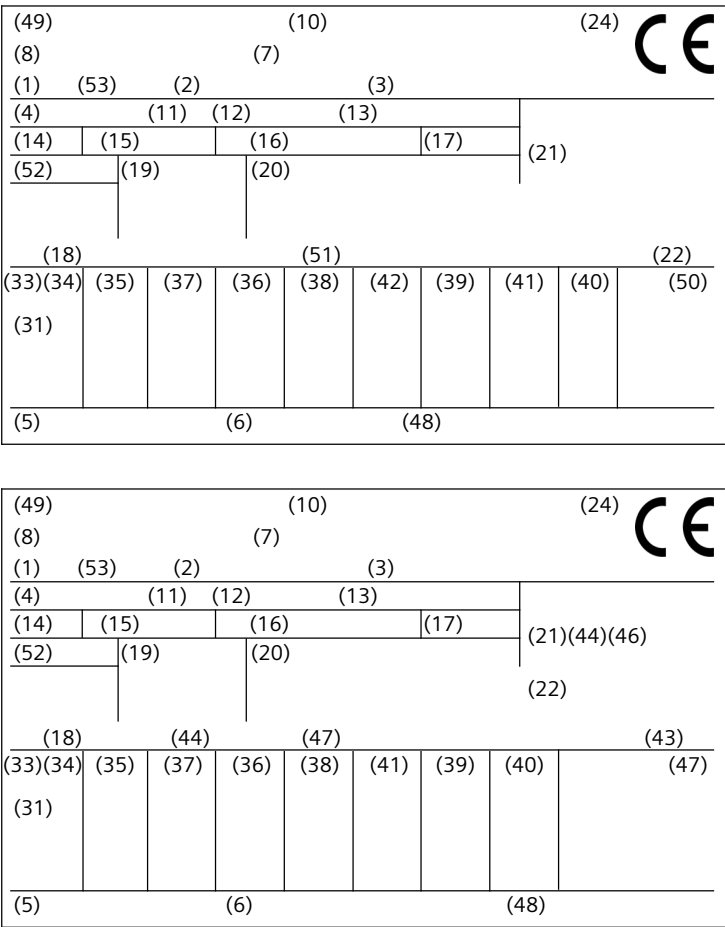 (49) (10) (24) CE
(8) (7)
(1) (53) (2) (3)
(4) (11) (12) (13)
(14) (15) (16) (17)
(21)
(52) (19) (20)
(18) (51) (22)
(33)(34) (35) (37) (36) (38) (42) (39) (41) (40) (50)
(31)
(5) (6) (48)
(49) (10) (24) CE
(8) (7)
(1) (53) (2) (3)
(4) (11) (12) (13)
(14) (15) (16) (17)
(21)(44)(46)
(52) (19) (20)
(22)
(18) (44) (47) (43)
(33)(34) (35) (37) (36) (38) (41) (39) (40) (47)
(31)
(5) (6) (48)